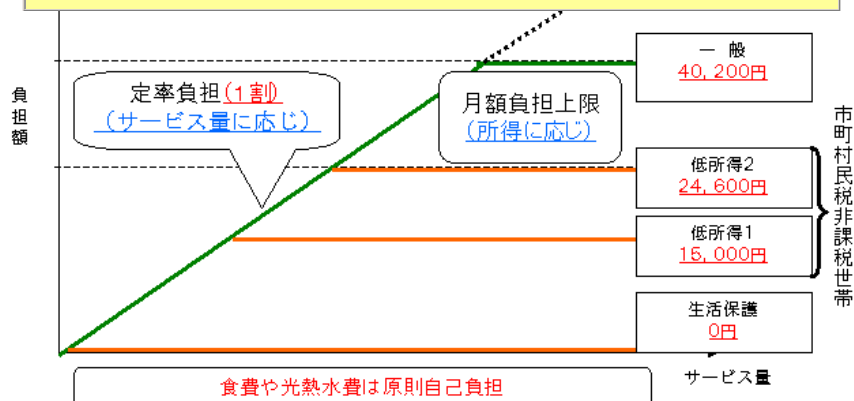 負担額
定率負担(1割)
(サービス量に応じ)
月額負担上限
(所得に応じ)
一般
40,200円
低所得2
24,600円
低所得1
15,000円
生活保護
0円
市町村民税非課税世帯
サービス量
食費や光熱水費は原則自己負担